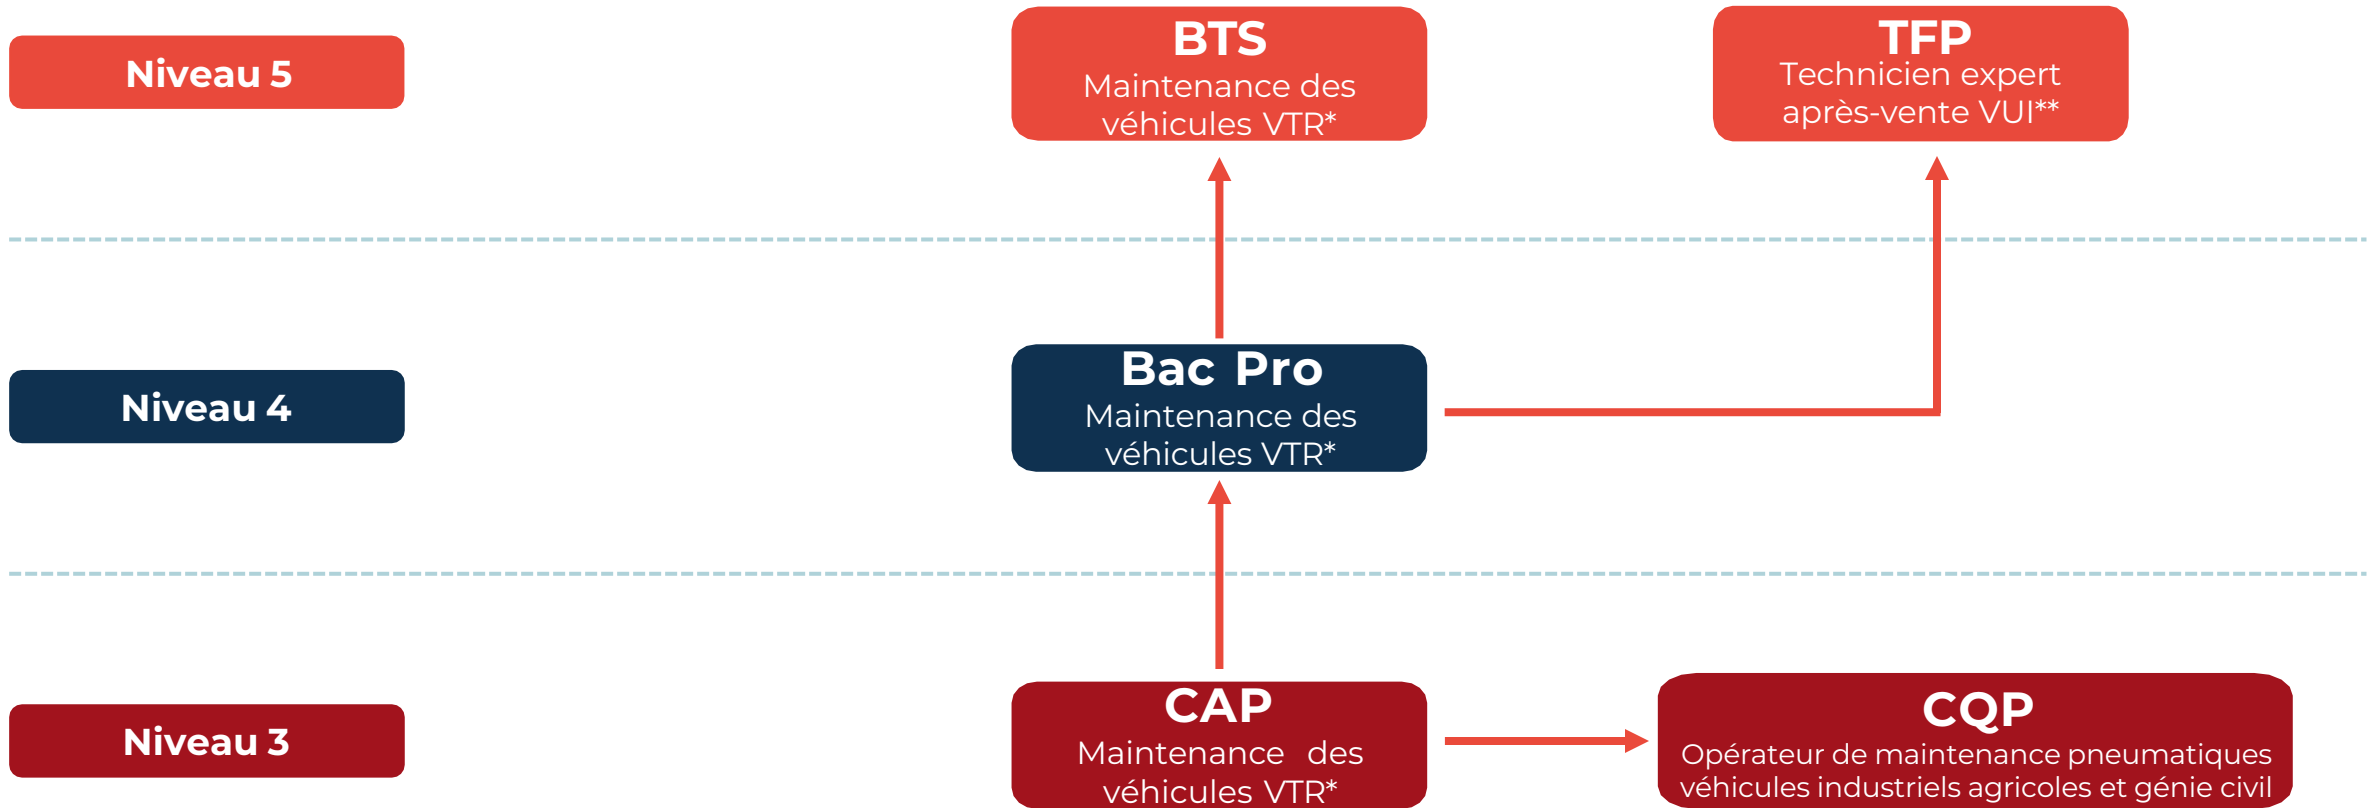 Niveau 5
BTS
Maintenance des
véhicules VTR*
TFP
Technicien expert
après-vente VUI**
Niveau 4
Bac Pro
Maintenance des
véhicules VTR*
Niveau 3
CAP
Maintenance des
véhicules VTR*
CQP
Opérateur de maintenance pneumatiques
véhicules industriels agricoles et génie civil